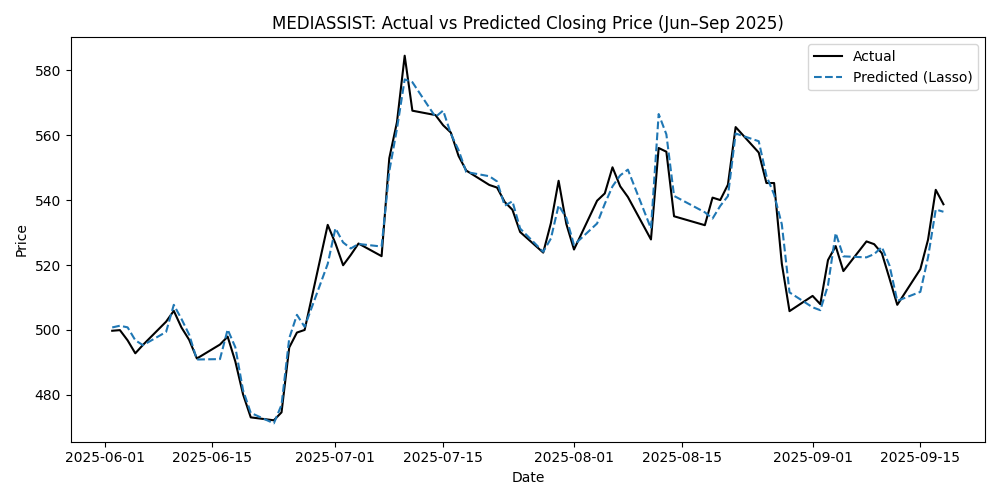 MEDIASSIST: Actual vs Predicted Closing Price (Jun–Sep 2025)
Actual
Predicted (Lasso)
Price
580
560
540
520
500
480
2025-06-01 2025-06-15 2025-07-01 2025-07-15 2025-08-01 2025-08-15 2025-09-01 2025-09-15
Date